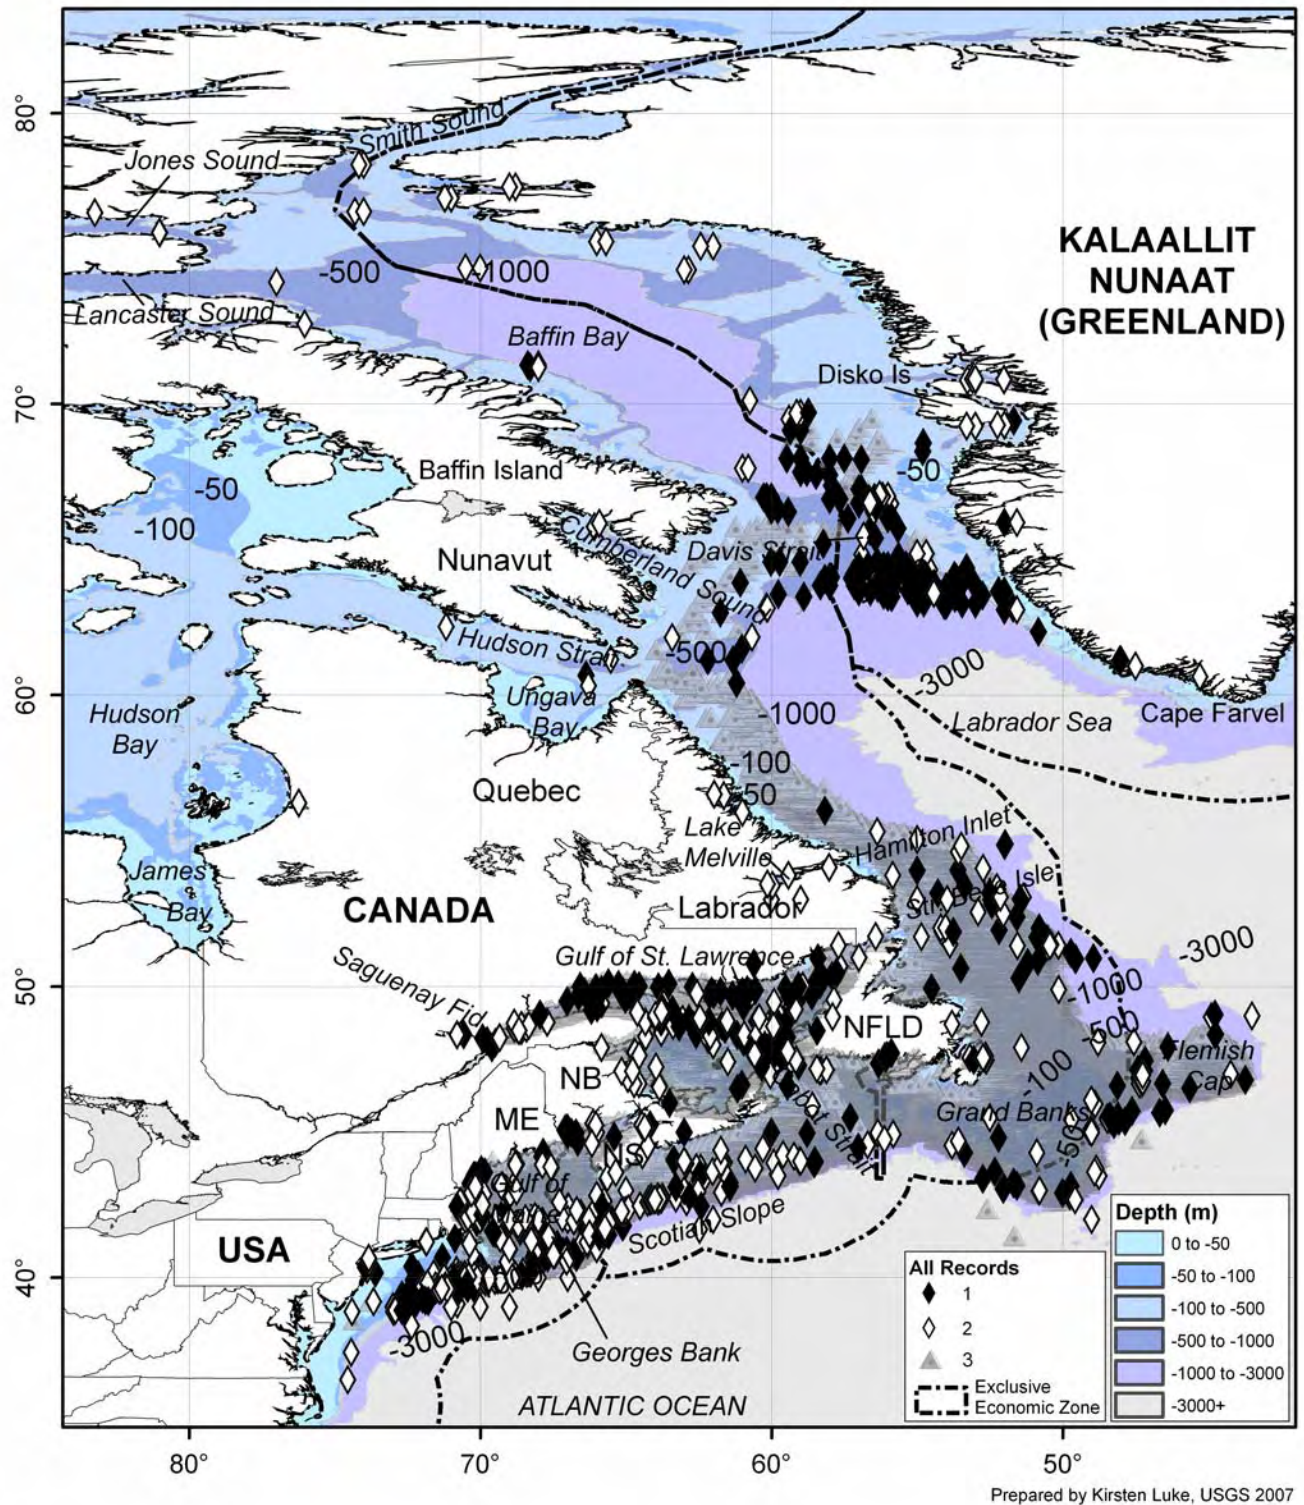 80°
Smith Sound
Jones Sound
KALAALLIT
NUNAAT
(GREENLAND)
-500
-1000
Lancaster Sound
Baffin Bay
Disko Is
70°
Baffin Island
-50
-50
-100
Cumberland Sound
Davis Strait
Nunavut
Hudson Strait
-500
-3000
60°
Ungava
Bay
Hudson
Bay
-1000
Labrador Sea
Cape Farvel
-100
Quebec
-50
Lake
Melville
Hamilton Inlet
James
Bay
Str. Belle Isle
CANADA
Labrador
Gulf of St. Lawrence
-3000
Saguenay Fjd.
50°
-1000
NFLD
-500
Flemish
Cap
NB
-100
ME
Grand Banks
Strait
-50
NS
Gulf of
Maine
Scotian Slope
USA
40°
-3000
Georges Bank
ATLANTIC OCEAN
All Records
1
2
3
Exclusive
Economic Zone
Depth (m)
0 to -50
-50 to -100
-100 to -500
-500 to -1000
-1000 to -3000
-3000+
80°
70°
60°
50°
Prepared by Kirsten Luke, USGS 2007